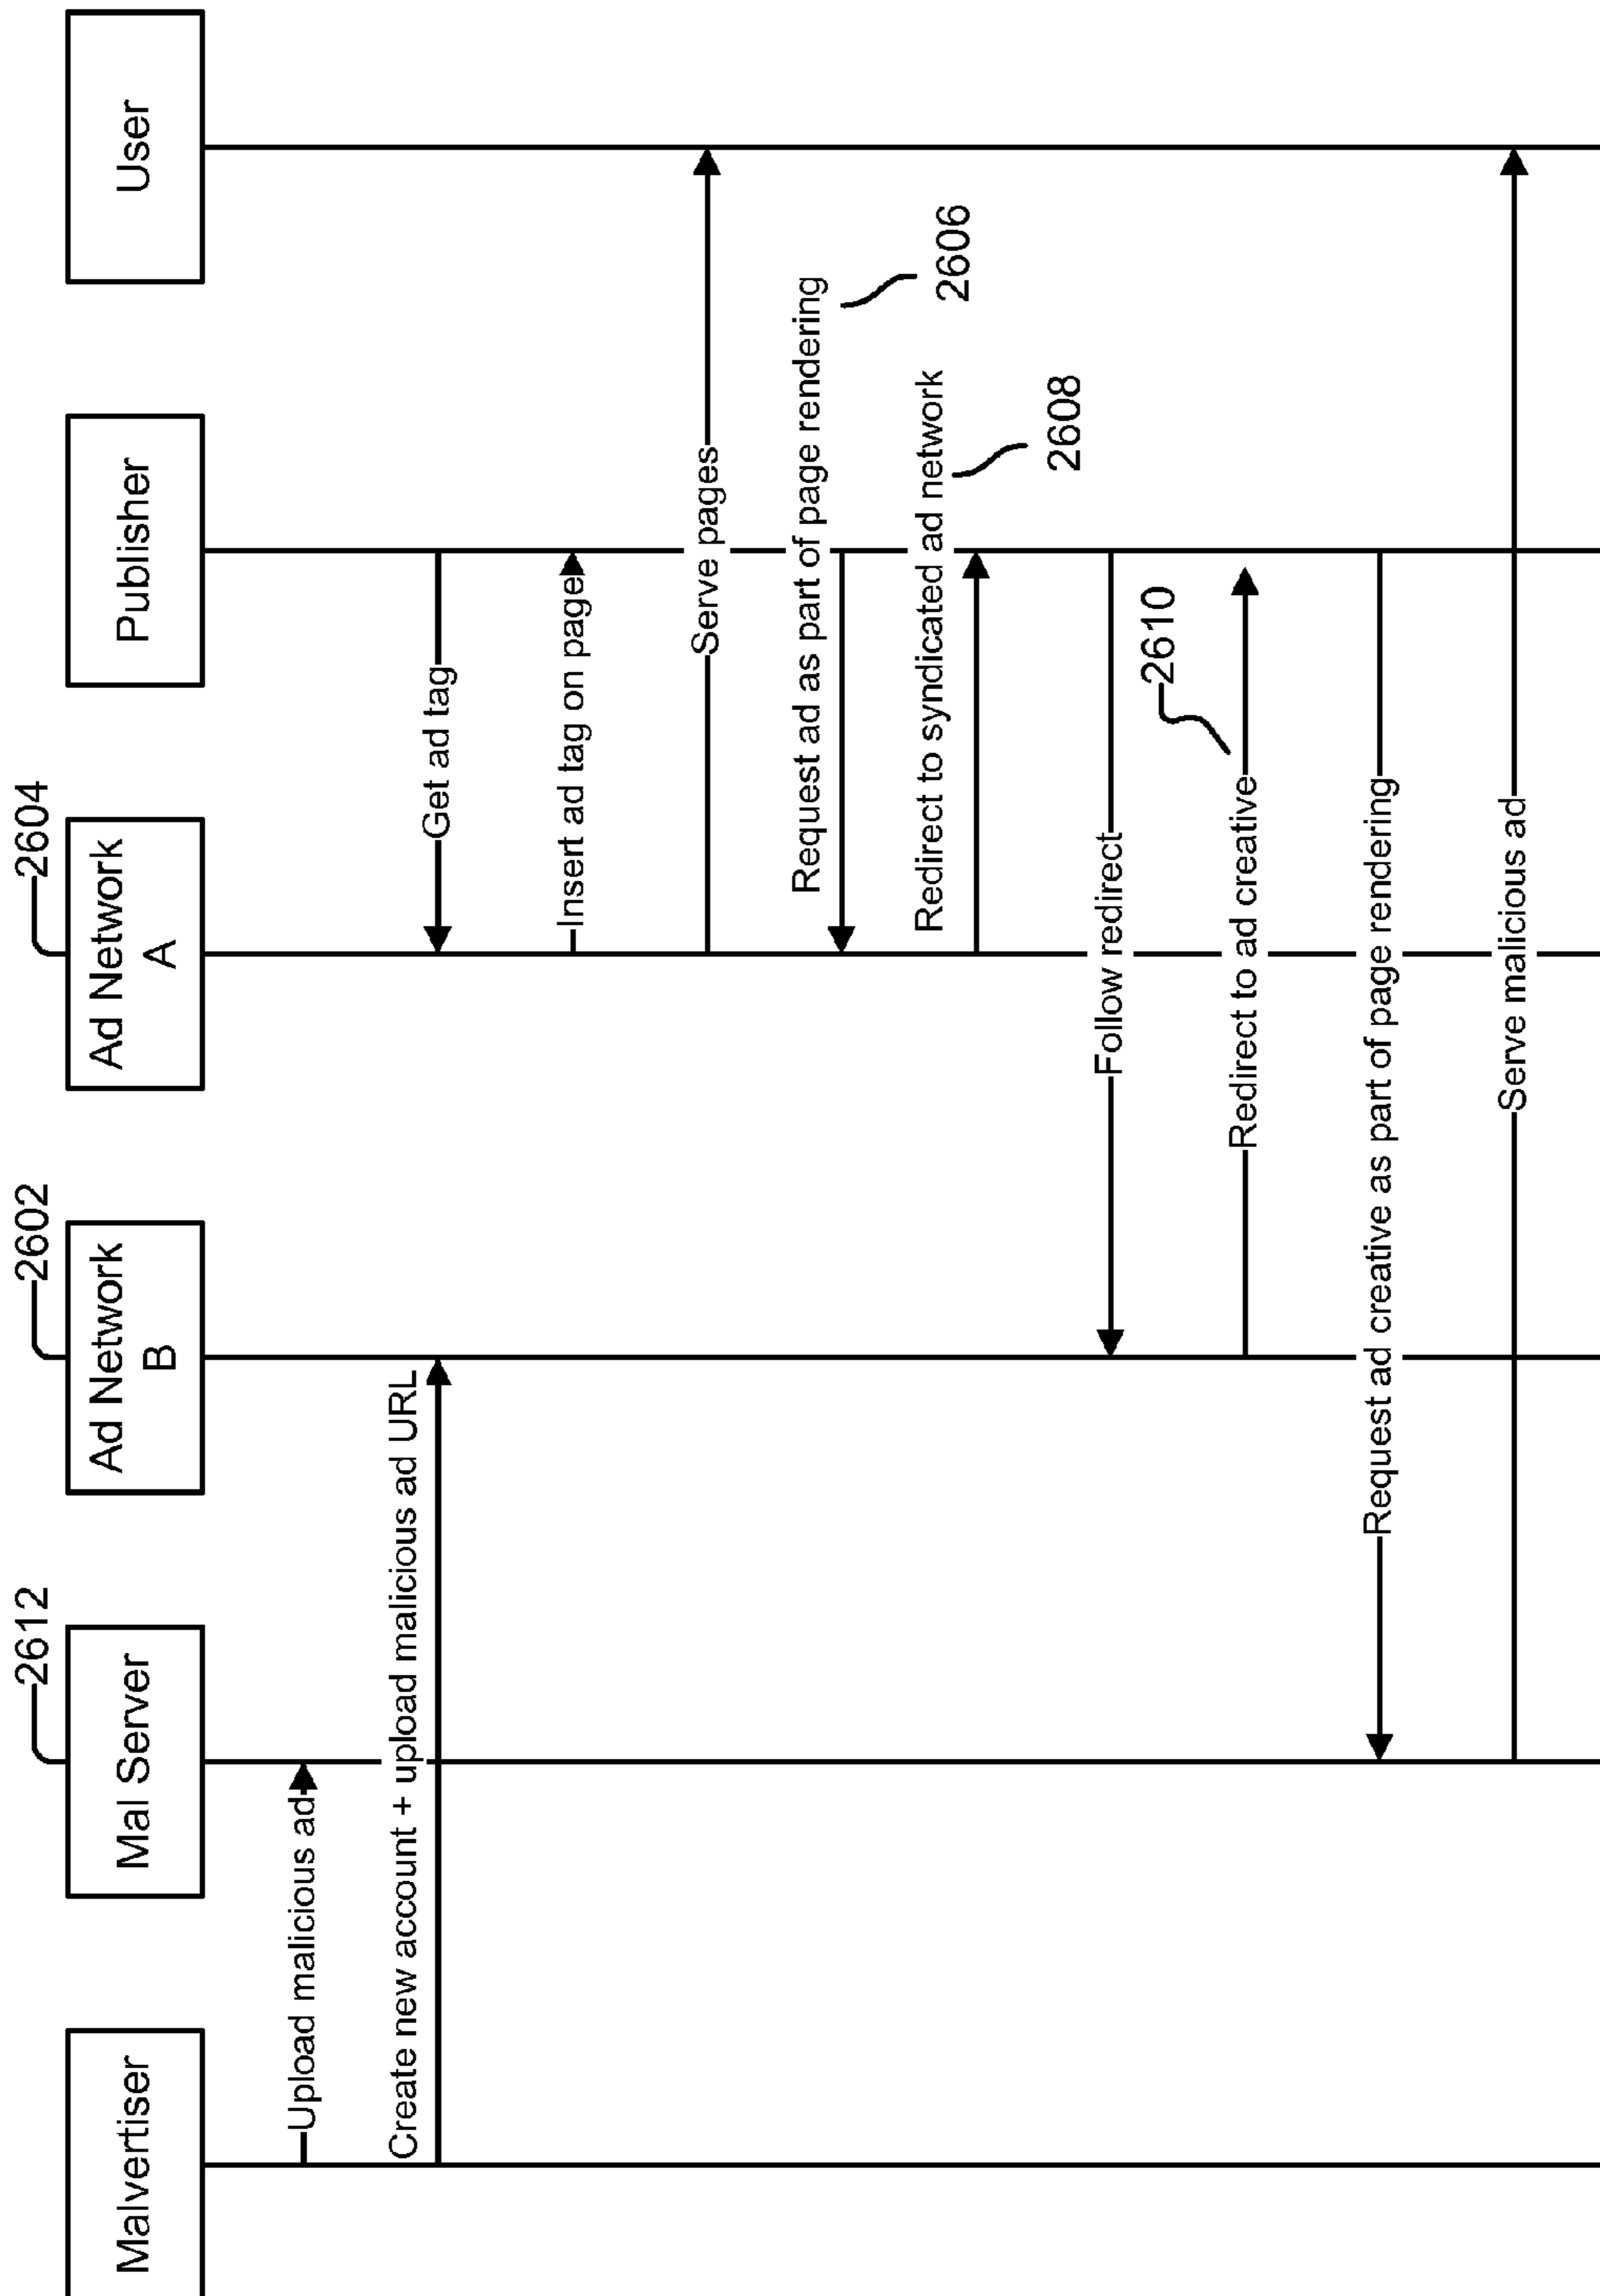 2612
2602
2604
Malvertiser
Mal Server
Ad Network
B
Ad Network
A
Publisher
User
Upload malicious ad
Create new account + upload malicious ad URL
Get ad tag
Insert ad tag on page
Serve pages
Request ad as part of page rendering
2606
Redirect to syndicated ad network
2608
Follow redirect
2610
Redirect to ad creative
Request ad creative as part of page rendering
Serve malicious ad